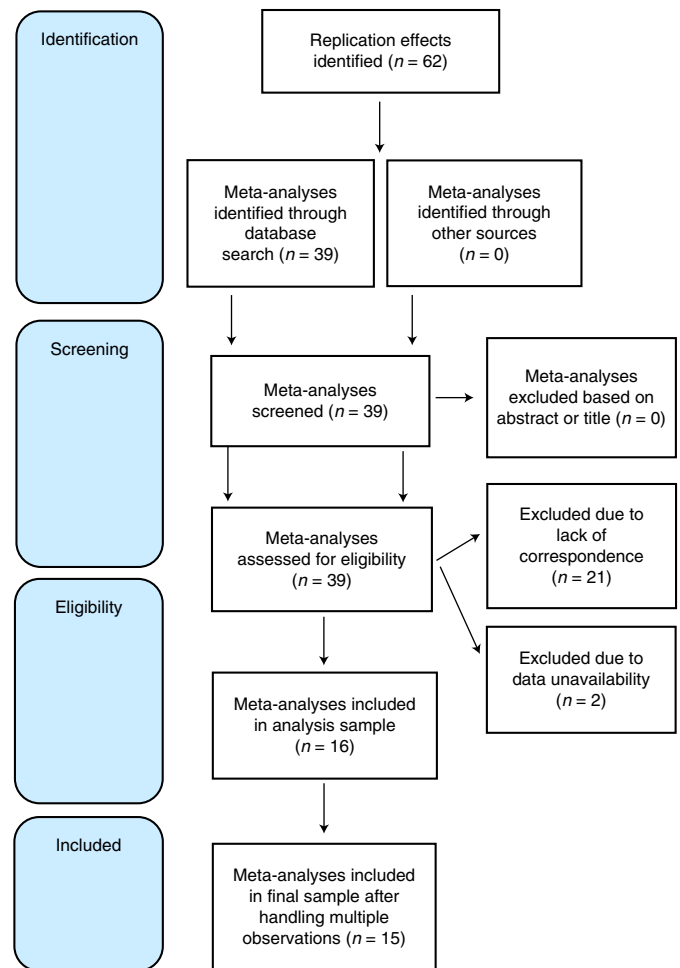 Identification
Replication effects
identified (n = 62)
Meta-analyses
identified through
database
search (n = 39)
Meta-analyses
identified through
other sources
(n = 0)
Screening
Meta-analyses
screened (n = 39)
Meta-analyses
excluded based on
abstract or title (n = 0)
Meta-analyses
assessed for eligibility
(n = 39)
Excluded due to
lack of
correspondence
(n = 21)
Eligibility
Excluded due to
data unavailability
(n = 2)
Meta-analyses included
in analysis sample
(n = 16)
Included
Meta-analyses included
in final sample after
handling multiple
observations (n = 15)